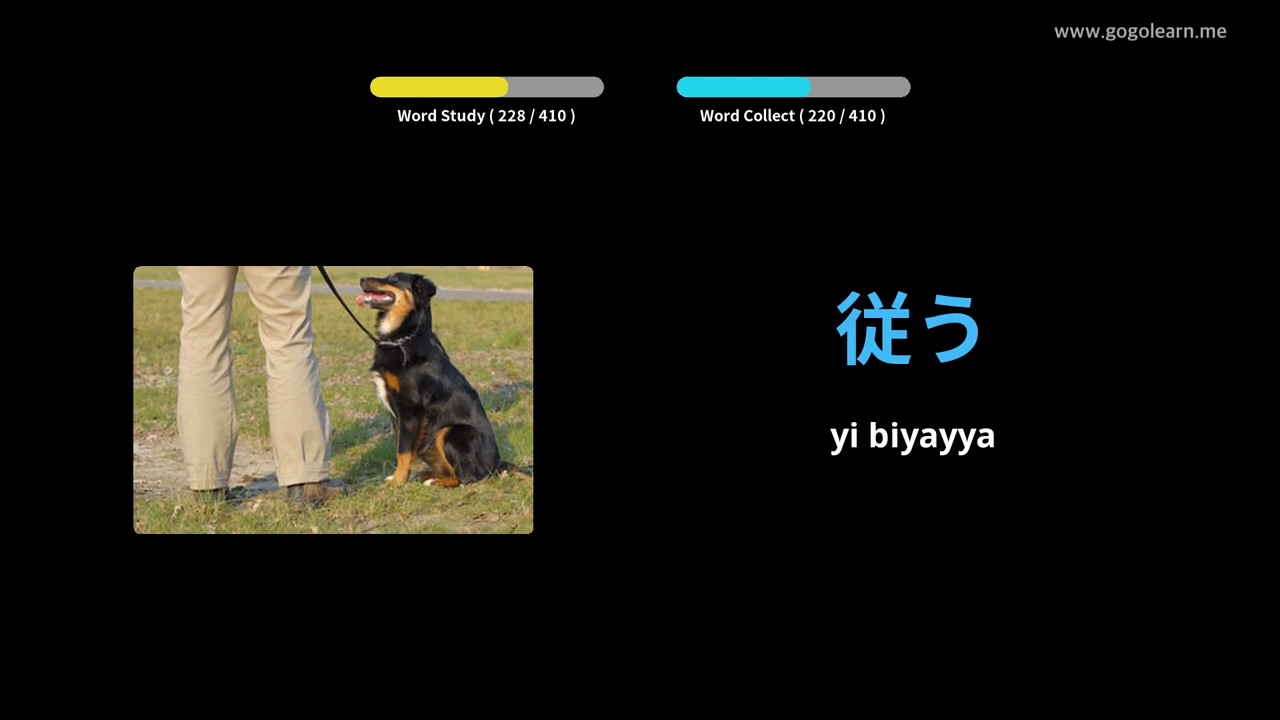 www.gogolearn.me
Word Study ( 228 / 410 )
Word Collect ( 220 / 410 )
従う
yi biyayya